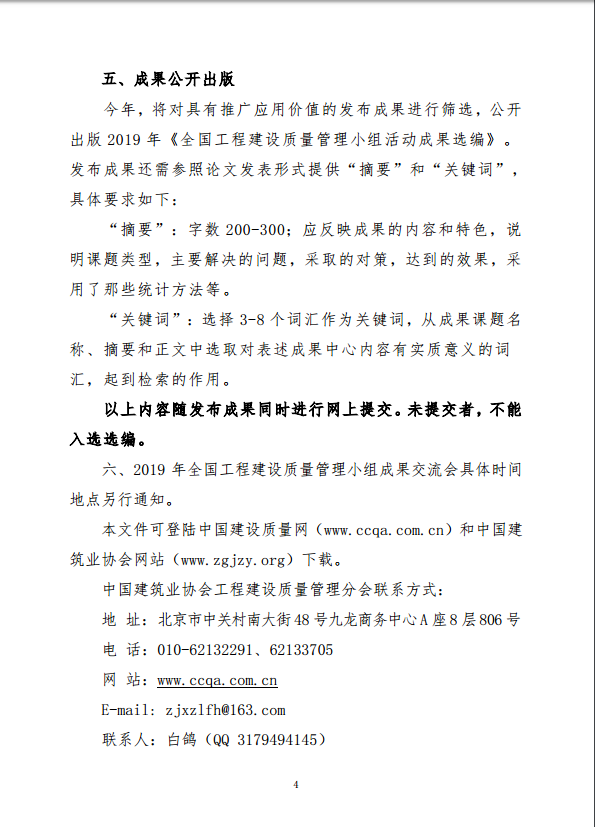 五、成果公开出版
今年，将对具有推广应用价值的发布成果进行筛选，公开
出版 2019 年《全国工程建设质量管理小组活动成果选编》。
发布成果还需参照论文发表形式提供“摘要”和“关键词”，
具体要求如下：
“摘要”：字数 200-300；应反映成果的内容和特色，说
明课题类型，主要解决的问题，采取的对策，达到的效果，采
用了那些统计方法等。
“关键词”：选择 3-8 个词汇作为关键词，从成果课题名
称、摘要和正文中选取对表述成果中心内容有实质意义的词
汇，起到检索的作用。
以上内容随发布成果同时进行网上提交。未提交者，不能
入选选编。
六、2019 年全国工程建设质量管理小组成果交流会具体时间
地点另行通知。
本文件可登陆中国建设质量网（www.ccqa.com.cn）和中国建
筑业协会网站（www.zgjzy.org）下载。
中国建筑业协会工程建设质量管理分会联系方式：
地 址：北京市中关村南大街 48 号九龙商务中心 A 座 8 层 806 号
电 话：010-62132291、62133705
网 站：www.ccqa.com.cn
E-mail: zjxzlfh@163.com
联系人：白鸽（QQ 3179494145）
4